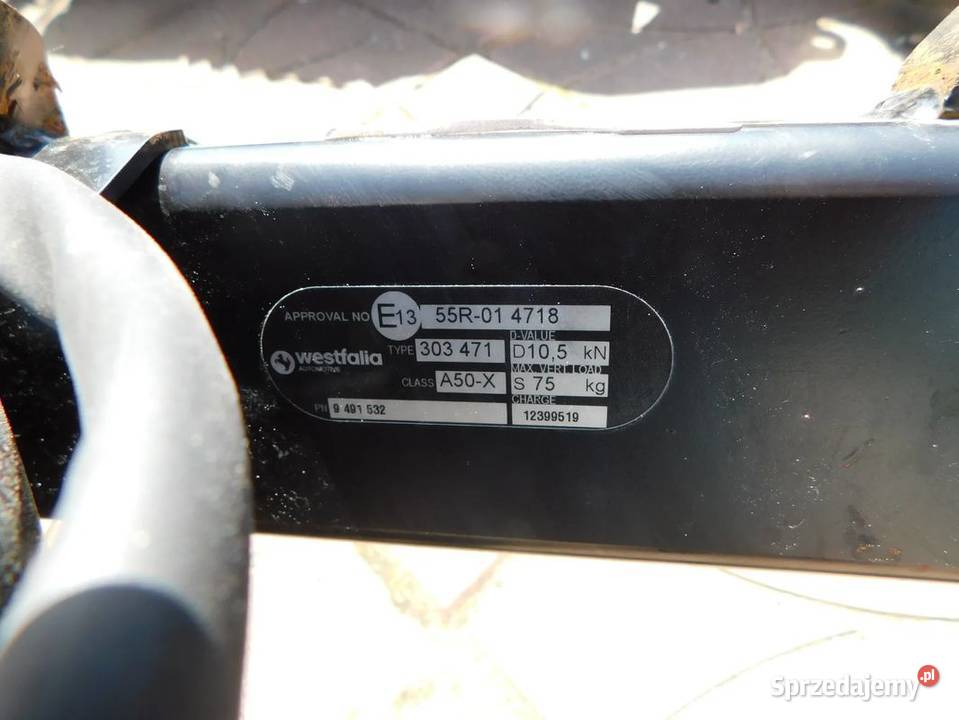 APPROVAL NO E13 55R-01 4718
D-VALUE
westfalia TYPE 303 471 D10,5 kN
AUTOMOTIVE
MAX. VERT LOAD
CLASS A50-X S 75 kg
CHARGE
PN 9 491 532 12399519
Sprzedajemy.pl